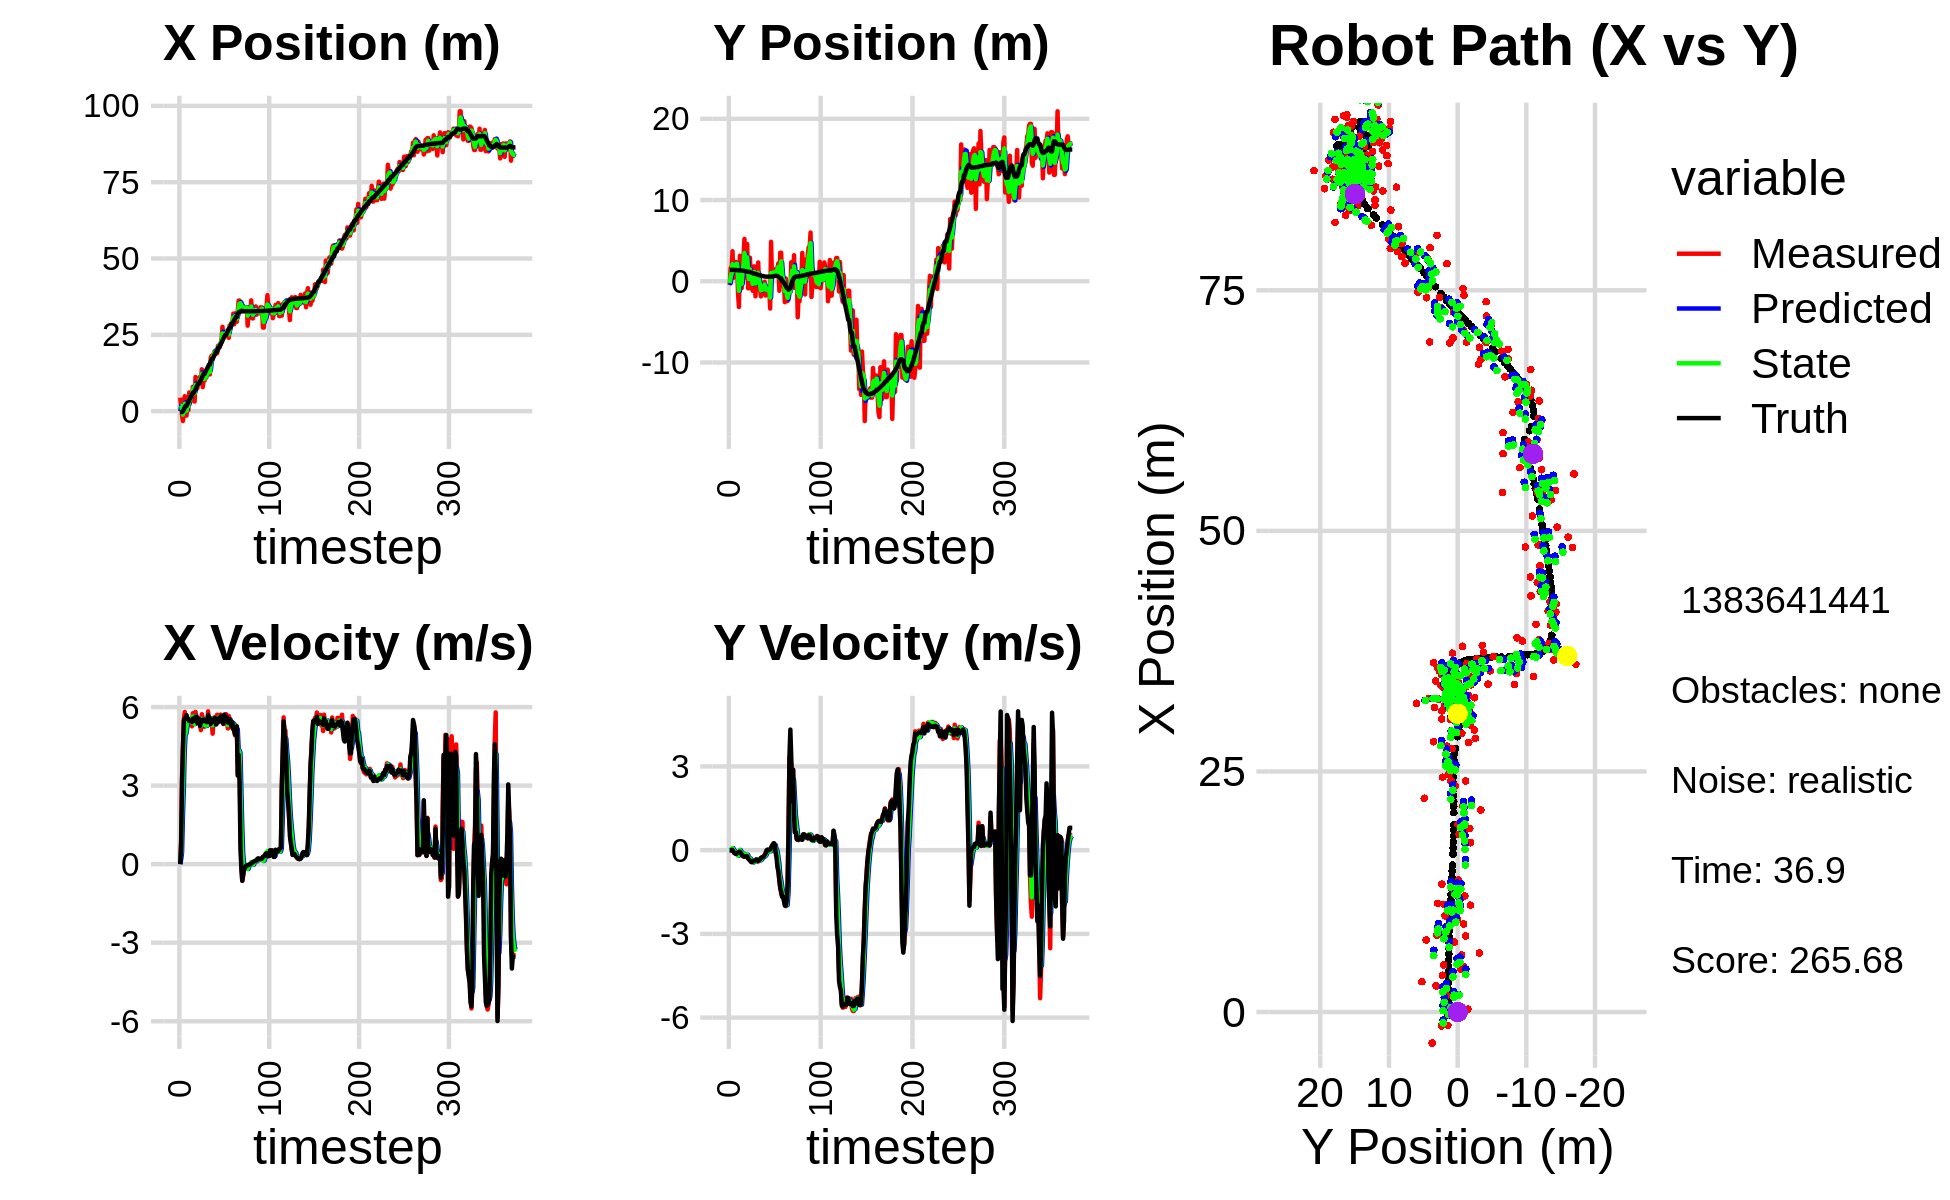 X Position (m)
100
75
50
25
0
0
100
200
300
timestep
Y Position (m)
20
10
0
-10
0
100
200
300
timestep
X Velocity (m/s)
6
3
0
-3
-6
0
100
200
300
timestep
Y Velocity (m/s)
3
0
-3
-6
0
100
200
300
timestep
Robot Path (X vs Y)
X Position (m)
75
50
25
0
20 10 0 -10 -20
Y Position (m)
variable
Measured
Predicted
State
Truth
1383641441
Obstacles: none
Noise: realistic
Time: 36.9
Score: 265.68